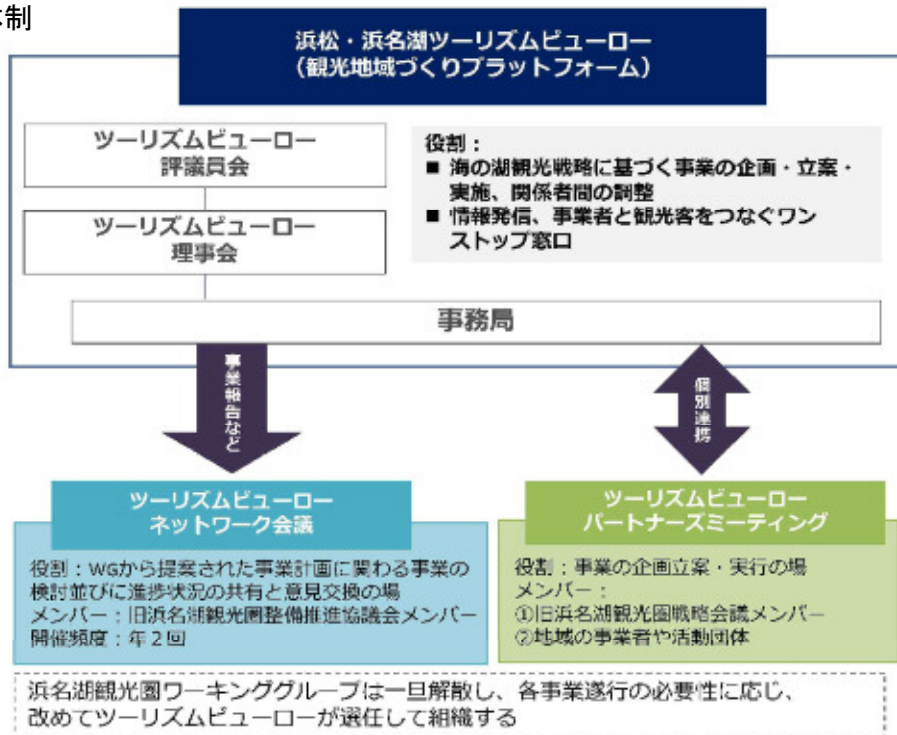 体制
浜松・浜名湖ツーリズムビューロー
(観光地域づくりプラットフォーム)
ツーリズムビューロー
評議員会
ツーリズムビューロー
理事会
役割：
■ 海の湖観光戦略に基づく事業の企画・立案・
実施、関係者間の調整
■ 情報発信、事業者と観光客をつなぐワン
ストップ窓口
事務局
事業報告など
個別連携
ツーリズムビューロー
ネットワーク会議
役割：WGから提案された事業計画に関わる事業の
検討並びに進捗状況の共有と意見交換の場
メンバー：旧浜名湖観光圏整備推進協議会メンバー
開催頻度：年２回
ツーリズムビューロー
パートナーズミーティング
役割：事業の企画立案・実行の場
メンバー：
①旧浜名湖観光圏戦略会議メンバー
②地域の事業者や活動団体
浜名湖観光圏ワーキンググループは一旦解散し、各事業遂行の必要性に応じ、
改めてツーリズムビューローが選任して組織する